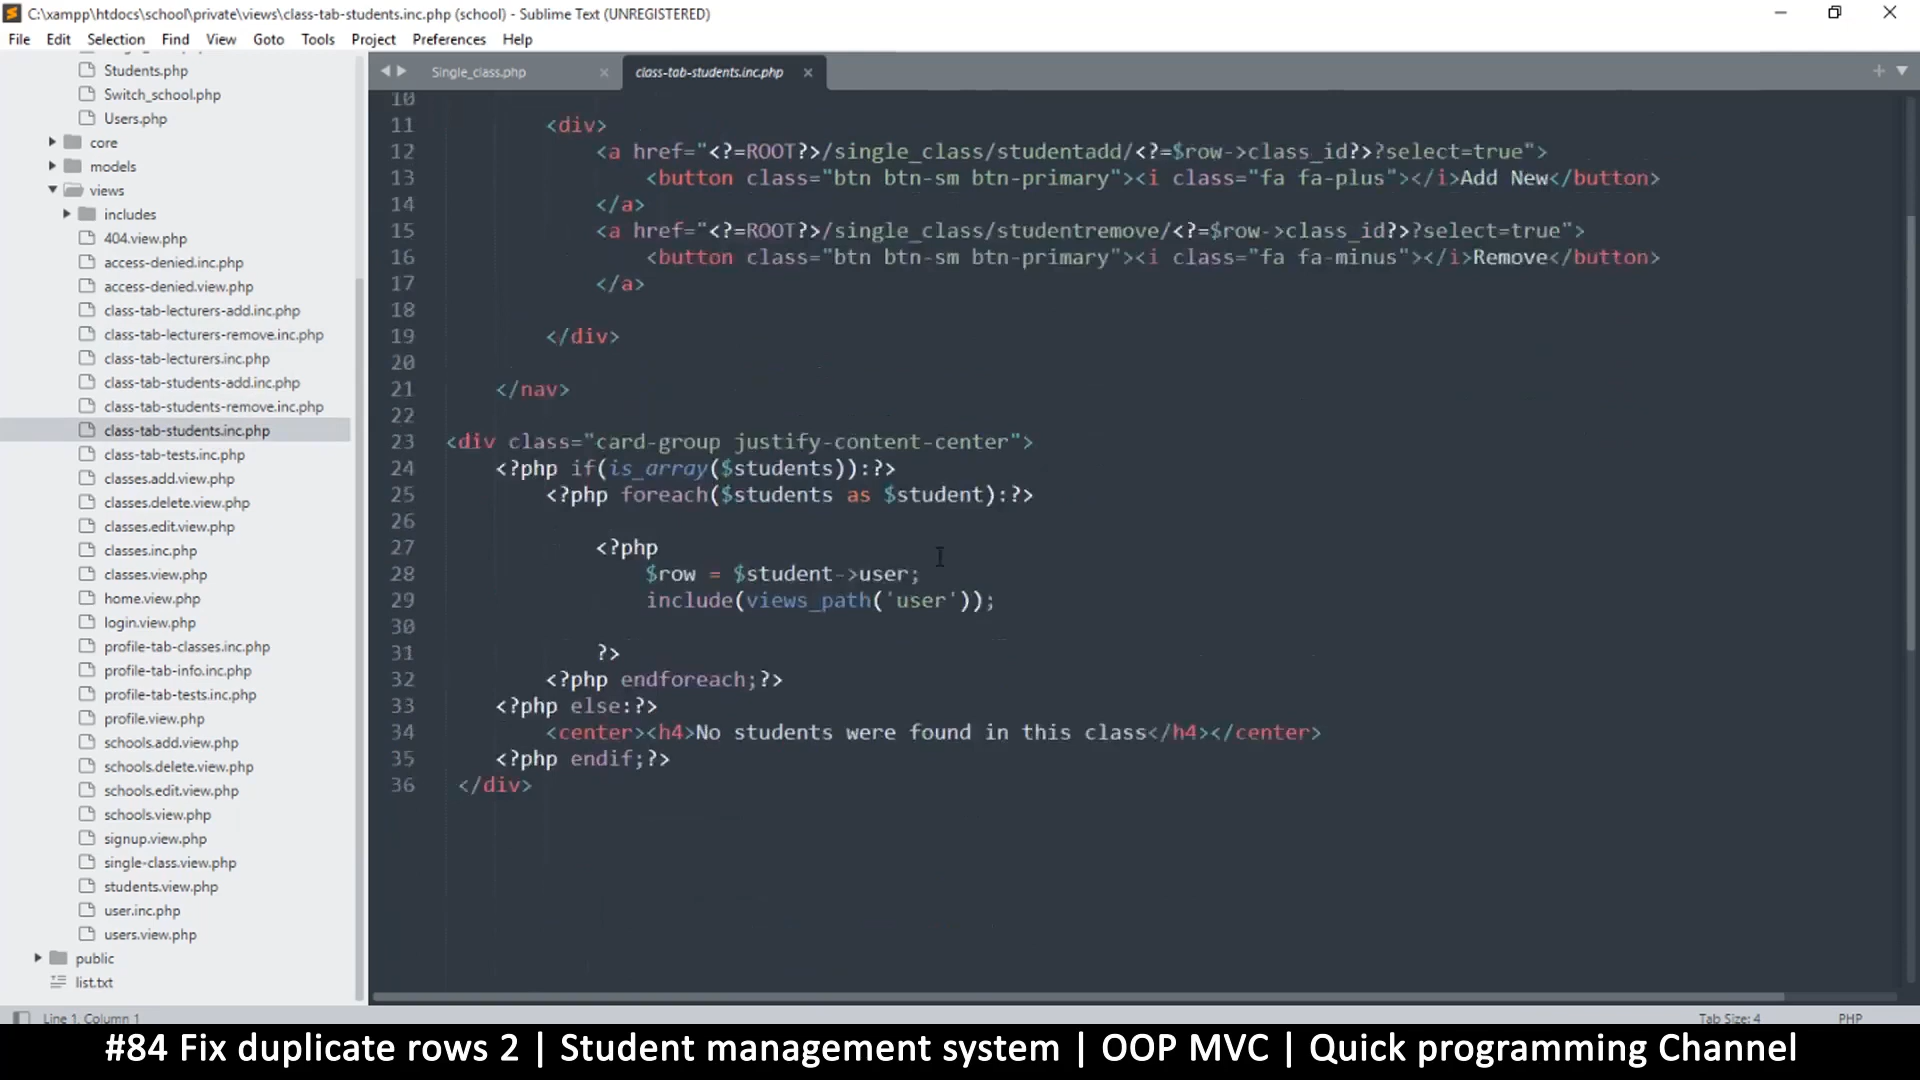 C:\xampp\htdocs\school\private\views\class-tab-students.inc.php (school) - Sublime Text (UNREGISTERED)
File Edit Selection Find View Goto Tools Project Preferences Help
Students.php
Switch_school.php
Users.php
core
models
views
includes
404.view.php
access-denied.inc.php
access-denied.view.php
class-tab-lecturers-add.inc.php
class-tab-lecturers-remove.inc.php
class-tab-lecturers.inc.php
class-tab-students-add.inc.php
class-tab-students-remove.inc.php
class-tab-students.inc.php
class-tab-tests.inc.php
classes.add.view.php
classes.delete.view.php
classes.edit.view.php
classes.inc.php
classes.view.php
home.view.php
login.view.php
profile-tab-classes.inc.php
profile-tab-info.inc.php
profile-tab-tests.inc.php
profile.view.php
schools.add.view.php
schools.delete.view.php
schools.edit.view.php
schools.view.php
signup.view.php
single-class.view.php
students.view.php
user.inc.php
users.view.php
public
list.txt
Single_class.php class-tab-students.inc.php
10
11 <div>
12 <a href="<?=ROOT?>/single_class/studentadd/<?=$row->class_id?>?select=true">
13 <button class="btn btn-sm btn-primary"><i class="fa fa-plus"></i>Add New</button>
14 </a>
15 <a href="<?=ROOT?>/single_class/studentremove/<?=$row->class_id?>?select=true">
16 <button class="btn btn-sm btn-primary"><i class="fa fa-minus"></i>Remove</button>
17 </a>
18
19 </div>
20
21 </nav>
22
23 <div class="card-group justify-content-center">
24 <?php if(is_array($students)):?>
25 <?php foreach($students as $student):?>
26
27 <?php
28 $row = $student->user;
29 include(views_path('user'));
30
31 ?>
32 <?php endforeach;?>
33 <?php else:?>
34 <center><h4>No students were found in this class</h4></center>
35 <?php endif;?>
36 </div>
Line 1, Column 1 Tab Size: 4 PHP
#84 Fix duplicate rows 2 | Student management system | OOP MVC | Quick programming Channel